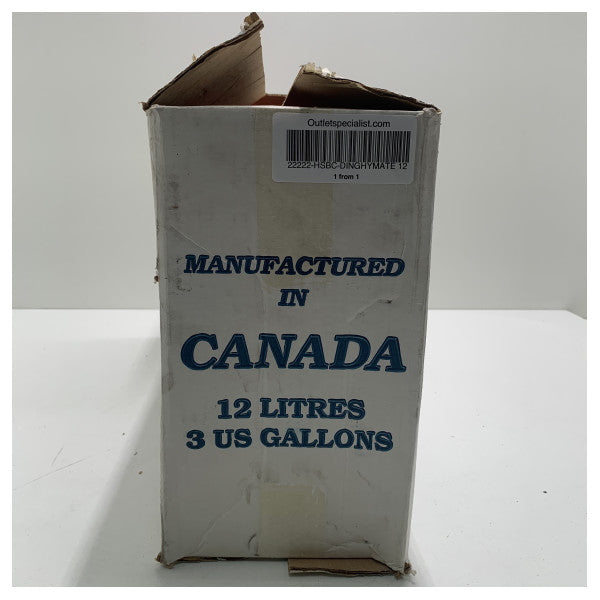 Outletspecialist.com
22222-HSBC-DINGHYMATE 12
1 from 1
MANUFACTURED
IN
CANADA
12 LITRES
3 US GALLONS